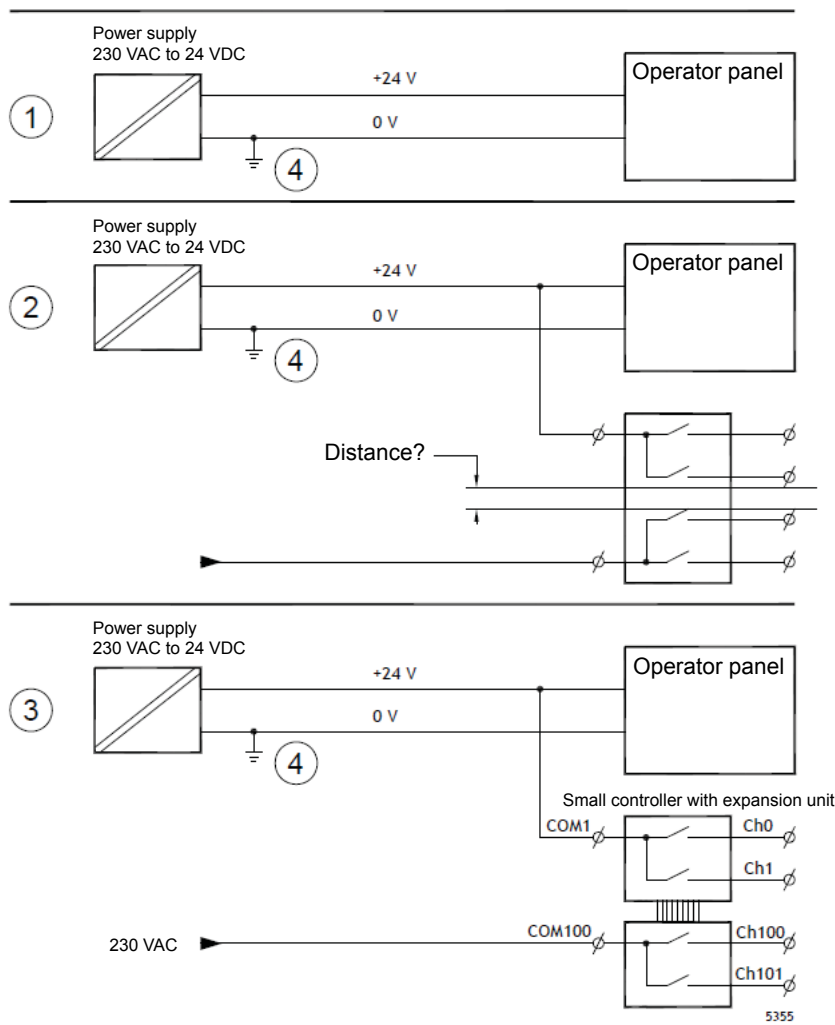 Power supply
230 VAC to 24 VDC
+24 V
Operator panel
1
0 V
4
Power supply
230 VAC to 24 VDC
+24 V
Operator panel
2
0 V
4
Distance?
Power supply
230 VAC to 24 VDC
+24 V
Operator panel
3
0 V
4
Small controller with expansion unit
COM1
Ch0
Ch1
230 VAC
COM100
Ch100
Ch101
5355